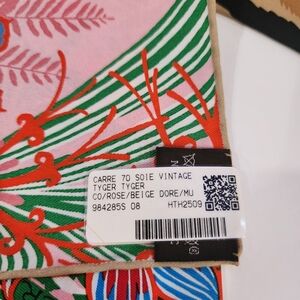 CARRE 70 SOIE VINTAGE
TYGER TYGER
CO/ROSE/BEIGE DORE/MU
984285S 08
HTH2509